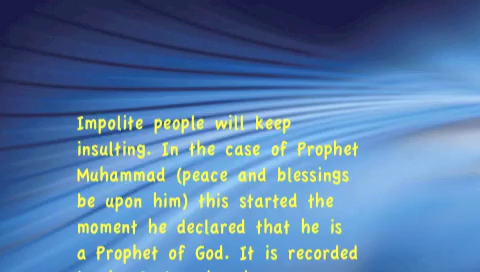 Impolite people will keep
insulting. In the case of Prophet
Muhammad (peace and blessings
be upon him) this started the
moment he declared that he is
a Prophet of God. It is recorded